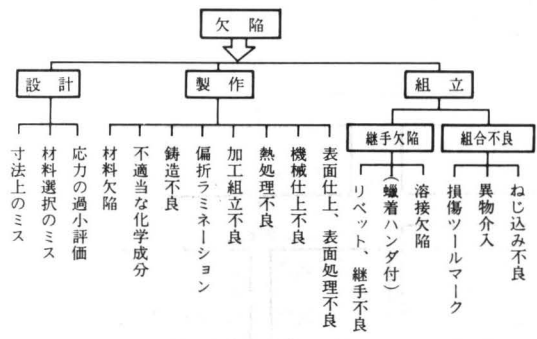 欠陥
設計
製作
組立
継手欠陥
組合不良
寸法上のミス
材料選択のミス
応力の過小評価
材料欠陥
不適当な化学成分
鋳造不良
偏折ラミネーション
加工組立不良
熱処理不良
機械仕上不良
表面仕上、表面処理不良
リベット、継手不良
(蠟着ハンダ付)
溶接欠陥
損傷ツールマーク
異物介入
ねじ込み不良